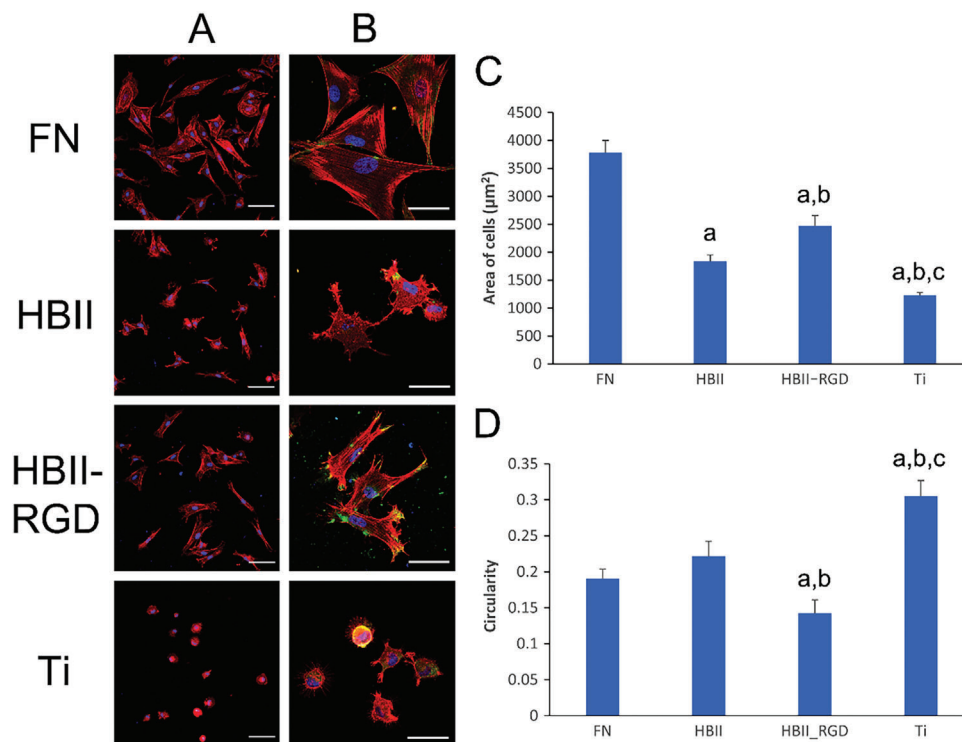 A
B
FN
HBII
HBII-
RGD
Ti
C
Area of cells (µm²)
4500
4000
3500
3000
2500
2000
1500
1000
500
0
a
a,b
a,b,c
FN
HBII
HBII-RGD
Ti
D
Circularity
0.35
0.3
0.25
0.2
0.15
0.1
0.05
0
a,b
a,b,c
FN
HBII
HBII_RGD
Ti